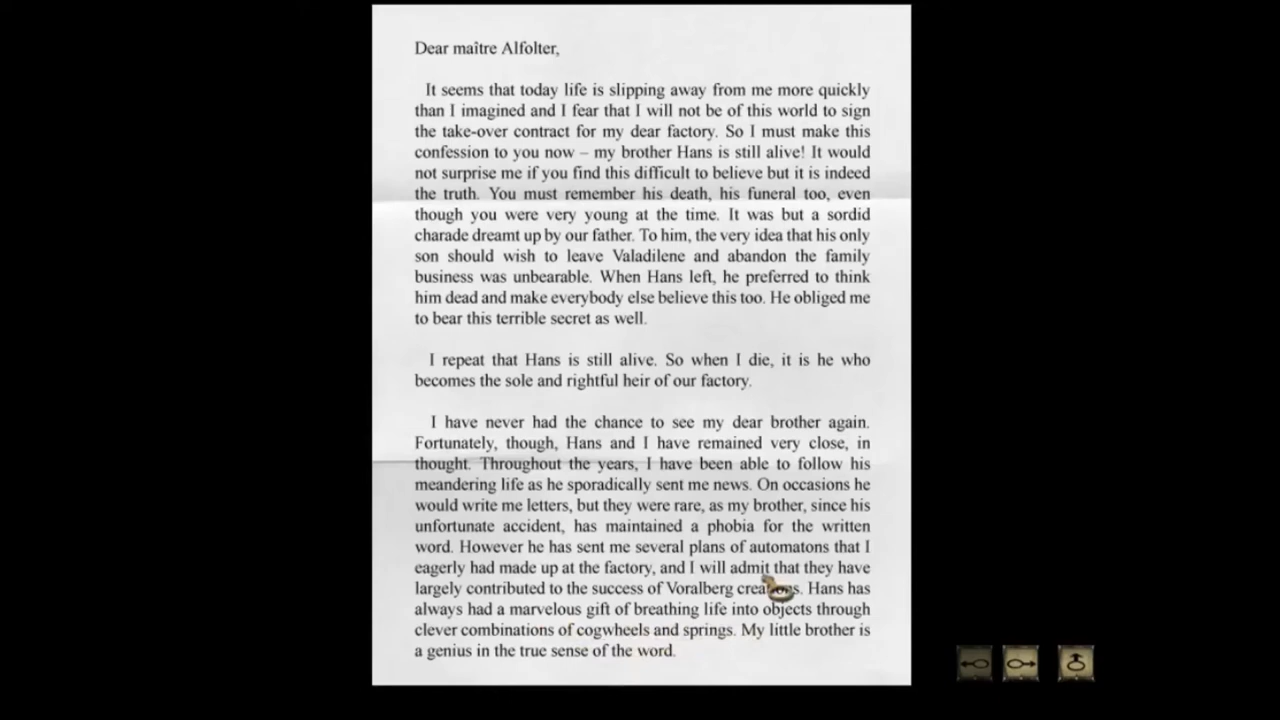 Dear maître Alfolter,
It seems that today life is slipping away from me more quickly
than I imagined and I fear that I will not be of this world to sign
the take-over contract for my dear factory. So I must make this
confession to you now – my brother Hans is still alive! It would
not surprise me if you find this difficult to believe but it is indeed
the truth. You must remember his death, his funeral too, even
though you were very young at the time. It was but a sordid
charade dreamt up by our father. To him, the very idea that his only
son should wish to leave Valadilene and abandon the family
business was unbearable. When Hans left, he preferred to think
him dead and make everybody else believe this too. He obliged me
to bear this terrible secret as well.
I repeat that Hans is still alive. So when I die, it is he who
becomes the sole and rightful heir of our factory.
I have never had the chance to see my dear brother again.
Fortunately, though, Hans and I have remained very close, in
thought. Throughout the years, I have been able to follow his
meandering life as he sporadically sent me news. On occasions he
would write me letters, but they were rare, as my brother, since his
unfortunate accident, has maintained a phobia for the written
word. However he has sent me several plans of automatons that I
eagerly had made up at the factory, and I will admit that they have
largely contributed to the success of Voralberg creations. Hans has
always had a marvelous gift of breathing life into objects through
clever combinations of cogwheels and springs. My little brother is
a genius in the true sense of the word.